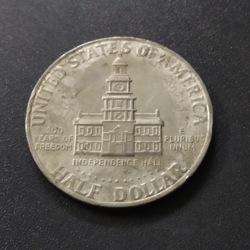 UNITED STATES OF AMERICA
200
YEARS OF
FREEDOM
E
PLURIBUS
UNUM
INDEPENDENCE HALL
HALF DOLLAR